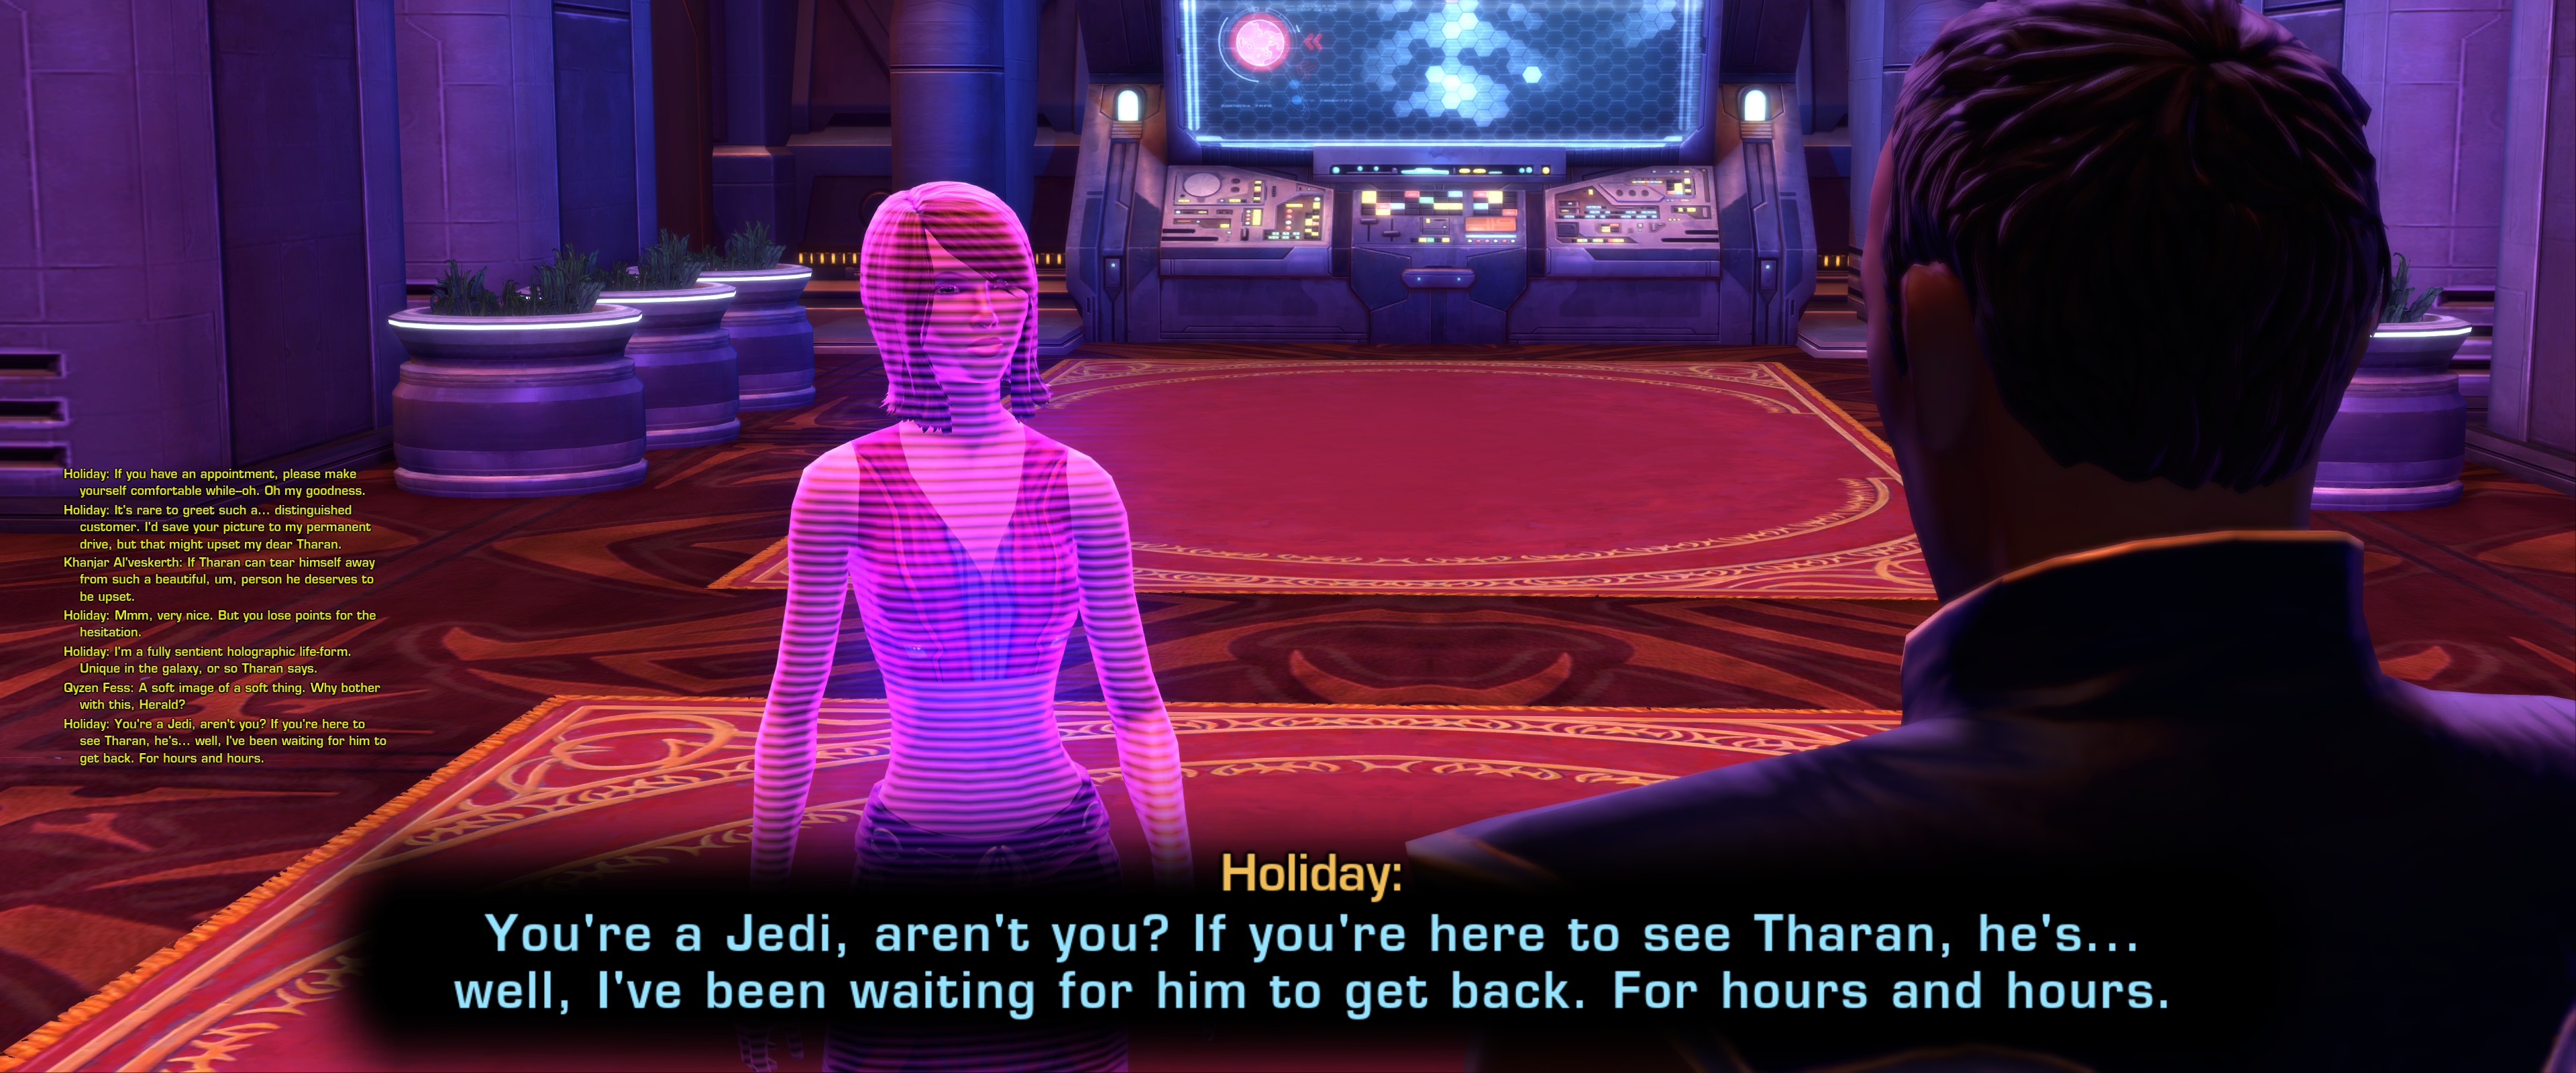 Holiday: If you have an appointment, please make
yourself comfortable while–oh. Oh my goodness.
Holiday: It's rare to greet such a... distinguished
customer. I'd save your picture to my permanent
drive, but that might upset my dear Tharan.
Khanjar Al'veskerth: If Tharan can tear himself away
from such a beautiful, um, person he deserves to
be upset.
Holiday: Mmm, very nice. But you lose points for the
hesitation.
Holiday: I'm a fully sentient holographic life-form.
Unique in the galaxy, or so Tharan says.
Qyzen Fess: A soft image of a soft thing. Why bother
with this, Herald?
Holiday: You're a Jedi, aren't you? If you're here to
see Tharan, he's... well, I've been waiting for him to
get back. For hours and hours.
Holiday:
You're a Jedi, aren't you? If you're here to see Tharan, he's...
well, I've been waiting for him to get back. For hours and hours.